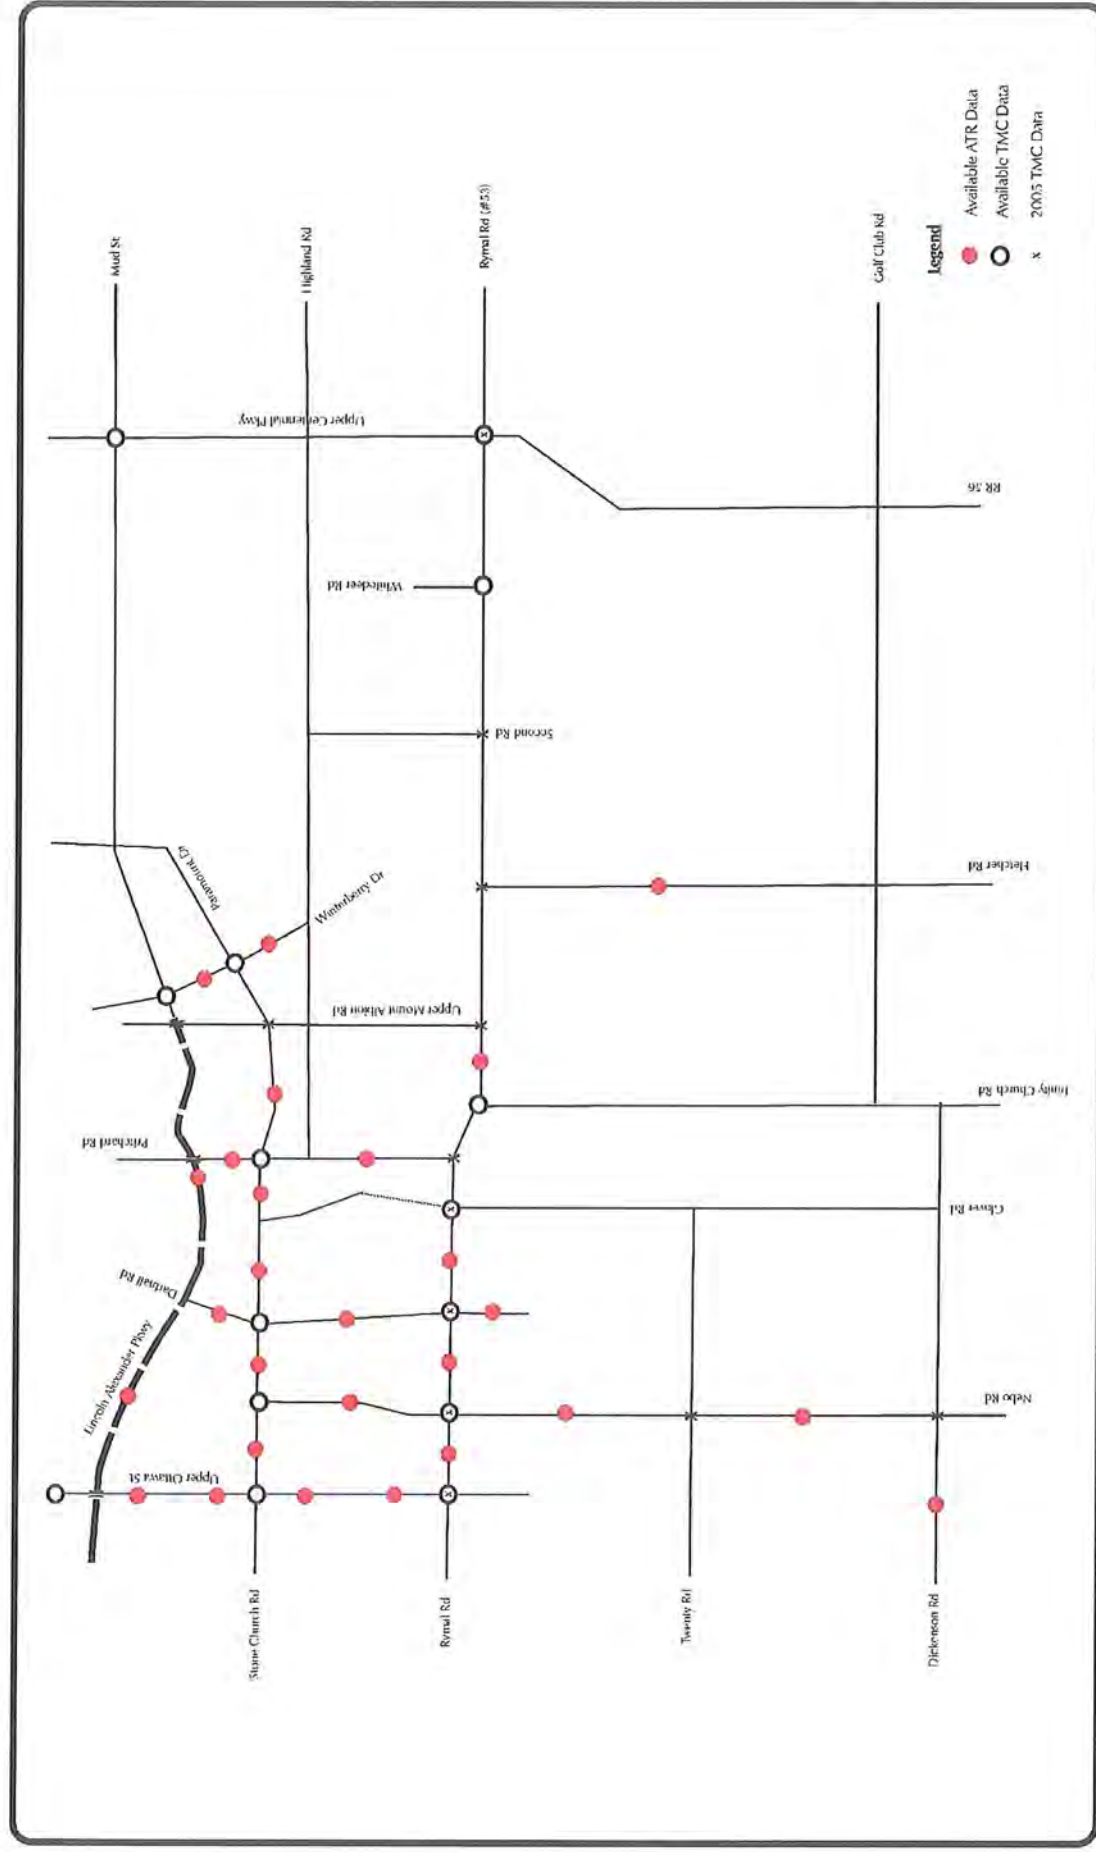 Mud St
Highland Rd
Rymal Rd (#53)
Golf Club Rd
Upper Centennial Pkwy
RR 56
Whitedeer Rd
Second Rd
Fletcher Rd
Paramount Dr
Winterberry Dr
Upper Mount Albion Rd
Trinity Church Rd
Pritchard Rd
Glover Rd
Dartnall Rd
Lincoln Alexander Pkwy
Nebo Rd
Upper Ottawa St
Stone Church Rd
Rymal Rd
Twenty Rd
Dickenson Rd
Legend
Available ATR Data
Available TMC Data
x 2005 TMC Data